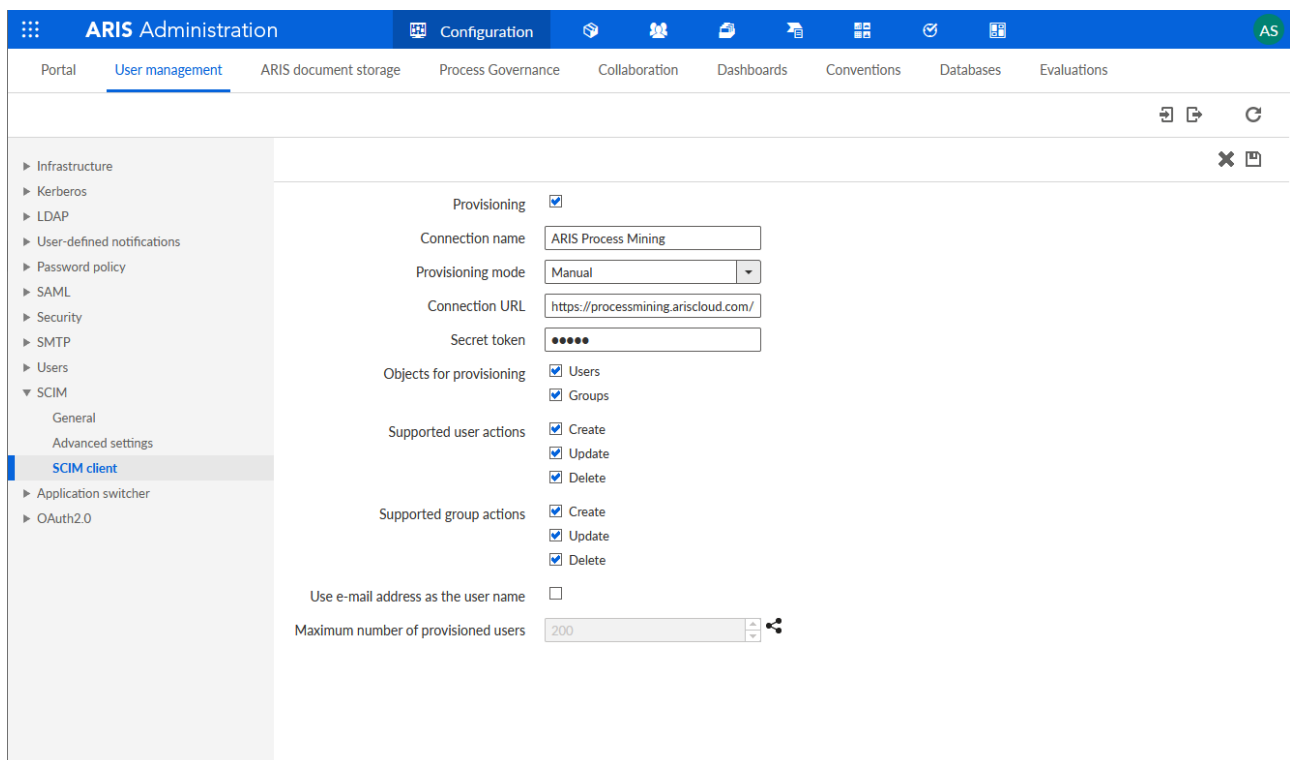 ARIS Administration
Configuration
AS
Portal
User management
ARIS document storage
Process Governance
Collaboration
Dashboards
Conventions
Databases
Evaluations
Infrastructure
Kerberos
LDAP
User-defined notifications
Password policy
SAML
Security
SMTP
Users
SCIM
General
Advanced settings
SCIM client
Application switcher
OAuth2.0
Provisioning
Connection name
ARIS Process Mining
Provisioning mode
Manual
Connection URL
https://processmining.ariscloud.com/
Secret token
•••••
Objects for provisioning
Users
Groups
Supported user actions
Create
Update
Delete
Supported group actions
Create
Update
Delete
Use e-mail address as the user name
Maximum number of provisioned users
200